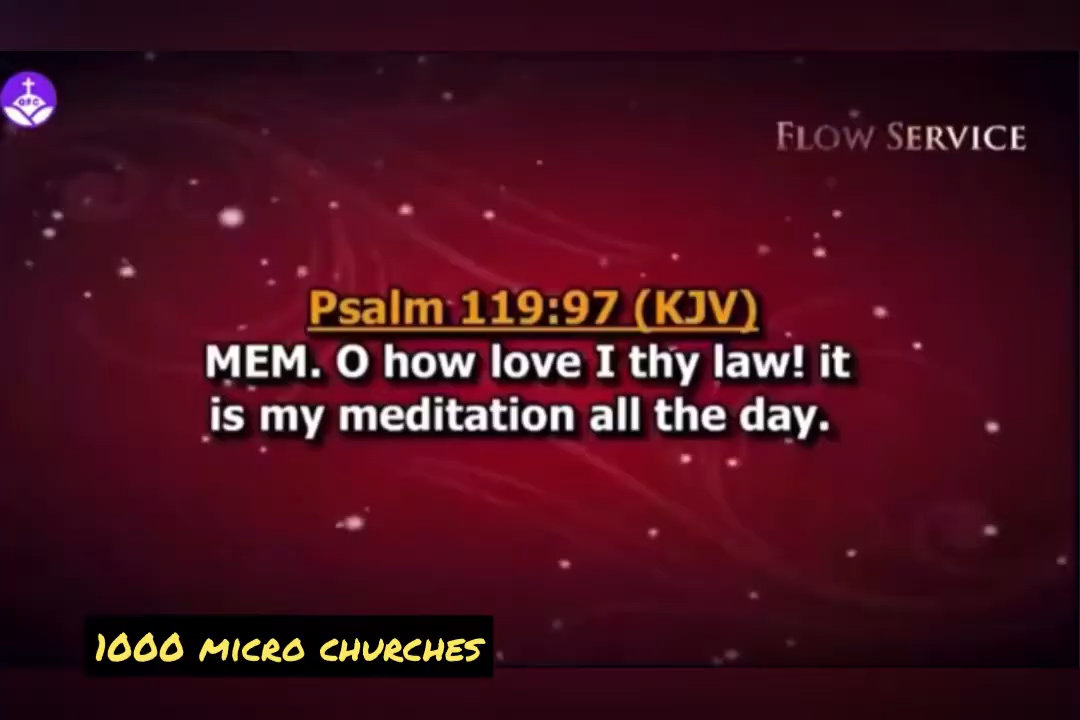 FLOW SERVICE
Psalm 119:97 (KJV)
MEM. O how love I thy law! it
is my meditation all the day.
1000 MICRO CHURCHES